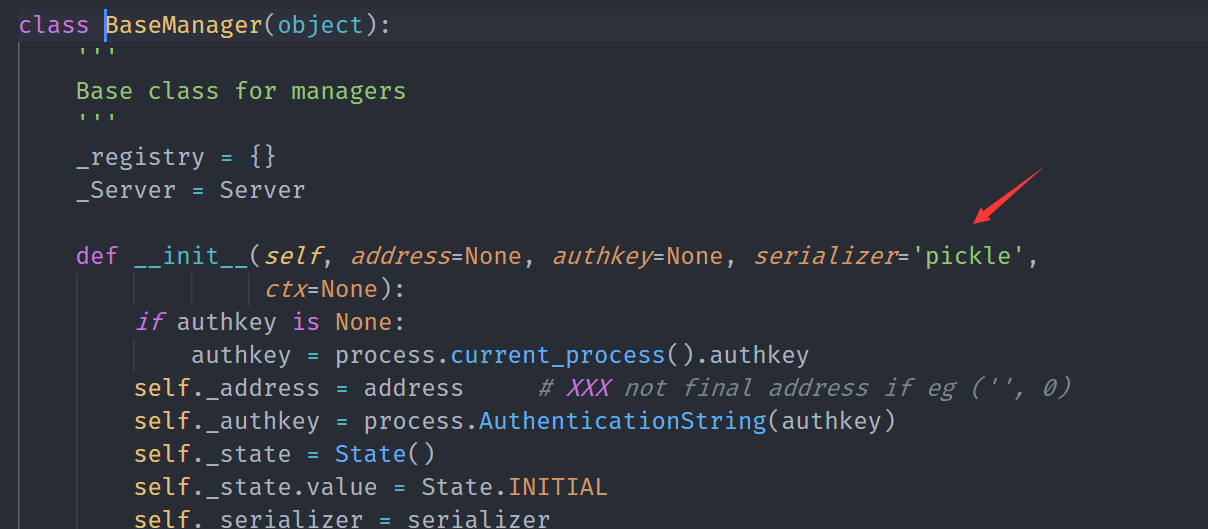 class BaseManager(object):
'''
Base class for managers
'''
_registry = {}
_Server = Server
def __init__(self, address=None, authkey=None, serializer='pickle',
ctx=None):
if authkey is None:
authkey = process.current_process().authkey
self._address = address     # XXX not final address if eg ('', 0)
self._authkey = process.AuthenticationString(authkey)
self._state = State()
self._state.value = State.INITIAL
self._serializer = serializer